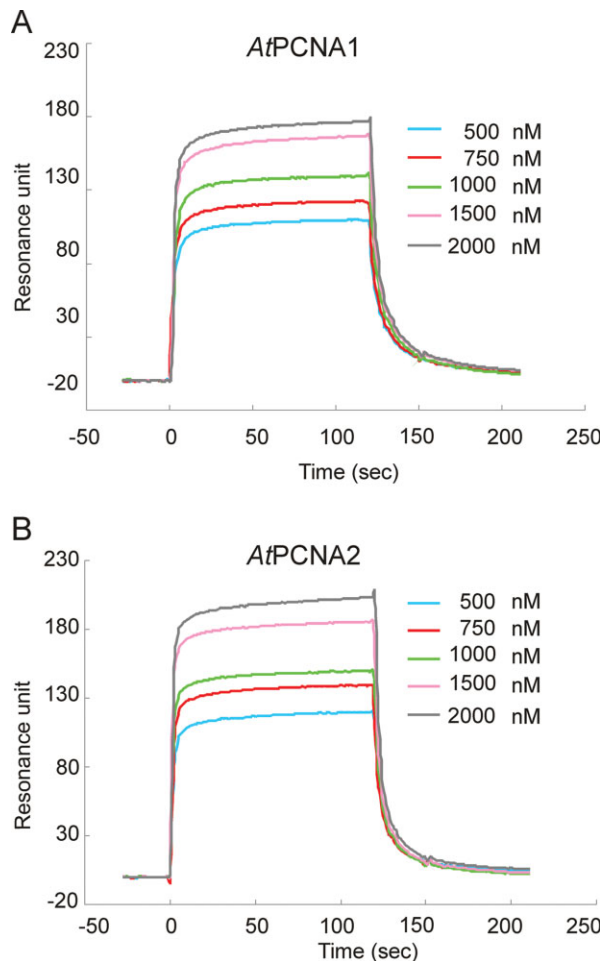 A
AtPCNA1
230
180
130
80
30
-20
Resonance unit
500 nM
750 nM
1000 nM
1500 nM
2000 nM
-50 0 50 100 150 200 250
Time (sec)
B
AtPCNA2
230
180
130
80
30
-20
Resonance unit
500 nM
750 nM
1000 nM
1500 nM
2000 nM
-50 0 50 100 150 200 250
Time (sec)